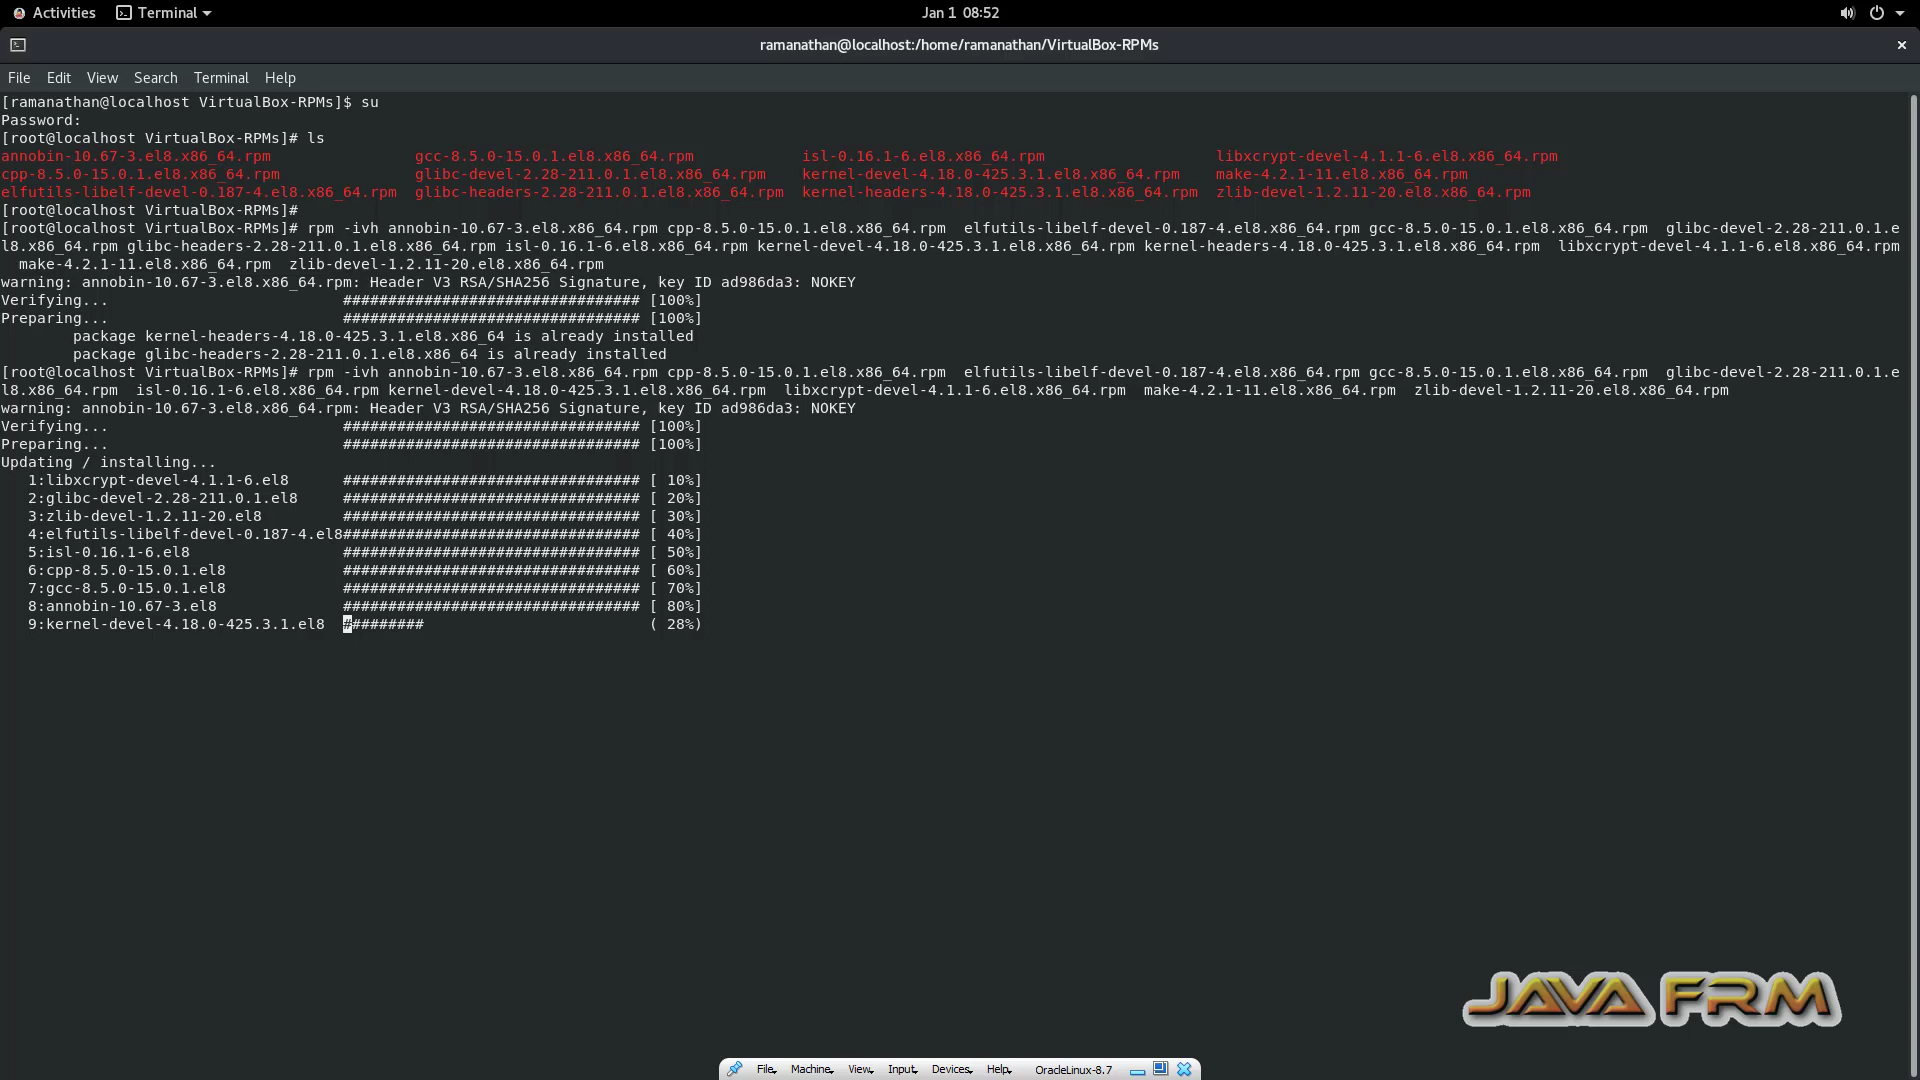 Activities Terminal Jan 1 08:52
ramanathan@localhost:/home/ramanathan/VirtualBox-RPMs
File Edit View Search Terminal Help
[ramanathan@localhost VirtualBox-RPMs]$ su
Password:
[root@localhost VirtualBox-RPMs]# ls
annobin-10.67-3.el8.x86_64.rpm gcc-8.5.0-15.0.1.el8.x86_64.rpm isl-0.16.1-6.el8.x86_64.rpm libxcrypt-devel-4.1.1-6.el8.x86_64.rpm
cpp-8.5.0-15.0.1.el8.x86_64.rpm glibc-devel-2.28-211.0.1.el8.x86_64.rpm kernel-devel-4.18.0-425.3.1.el8.x86_64.rpm make-4.2.1-11.el8.x86_64.rpm
elfutils-libelf-devel-0.187-4.el8.x86_64.rpm glibc-headers-2.28-211.0.1.el8.x86_64.rpm kernel-headers-4.18.0-425.3.1.el8.x86_64.rpm zlib-devel-1.2.11-20.el8.x86_64.rpm
[root@localhost VirtualBox-RPMs]#
[root@localhost VirtualBox-RPMs]# rpm -ivh annobin-10.67-3.el8.x86_64.rpm cpp-8.5.0-15.0.1.el8.x86_64.rpm  elfutils-libelf-devel-0.187-4.el8.x86_64.rpm gcc-8.5.0-15.0.1.el8.x86_64.rpm  glibc-devel-2.28-211.0.1.e
l8.x86_64.rpm glibc-headers-2.28-211.0.1.el8.x86_64.rpm isl-0.16.1-6.el8.x86_64.rpm kernel-devel-4.18.0-425.3.1.el8.x86_64.rpm kernel-headers-4.18.0-425.3.1.el8.x86_64.rpm  libxcrypt-devel-4.1.1-6.el8.x86_64.rpm
make-4.2.1-11.el8.x86_64.rpm  zlib-devel-1.2.11-20.el8.x86_64.rpm
warning: annobin-10.67-3.el8.x86_64.rpm: Header V3 RSA/SHA256 Signature, key ID ad986da3: NOKEY
Verifying... ################################# [100%]
Preparing... ################################# [100%]
package kernel-headers-4.18.0-425.3.1.el8.x86_64 is already installed
package glibc-headers-2.28-211.0.1.el8.x86_64 is already installed
[root@localhost VirtualBox-RPMs]# rpm -ivh annobin-10.67-3.el8.x86_64.rpm cpp-8.5.0-15.0.1.el8.x86_64.rpm  elfutils-libelf-devel-0.187-4.el8.x86_64.rpm gcc-8.5.0-15.0.1.el8.x86_64.rpm  glibc-devel-2.28-211.0.1.e
l8.x86_64.rpm  isl-0.16.1-6.el8.x86_64.rpm kernel-devel-4.18.0-425.3.1.el8.x86_64.rpm  libxcrypt-devel-4.1.1-6.el8.x86_64.rpm  make-4.2.1-11.el8.x86_64.rpm  zlib-devel-1.2.11-20.el8.x86_64.rpm
warning: annobin-10.67-3.el8.x86_64.rpm: Header V3 RSA/SHA256 Signature, key ID ad986da3: NOKEY
Verifying... ################################# [100%]
Preparing... ################################# [100%]
Updating / installing...
1:libxcrypt-devel-4.1.1-6.el8 ################################# [ 10%]
2:glibc-devel-2.28-211.0.1.el8 ################################# [ 20%]
3:zlib-devel-1.2.11-20.el8 ################################# [ 30%]
4:elfutils-libelf-devel-0.187-4.el8################################# [ 40%]
5:isl-0.16.1-6.el8 ################################# [ 50%]
6:cpp-8.5.0-15.0.1.el8 ################################# [ 60%]
7:gcc-8.5.0-15.0.1.el8 ################################# [ 70%]
8:annobin-10.67-3.el8 ################################# [ 80%]
9:kernel-devel-4.18.0-425.3.1.el8 ######### ( 28%)
JAVA FRM
File Machine View Input Devices Help OracleLinux-8.7